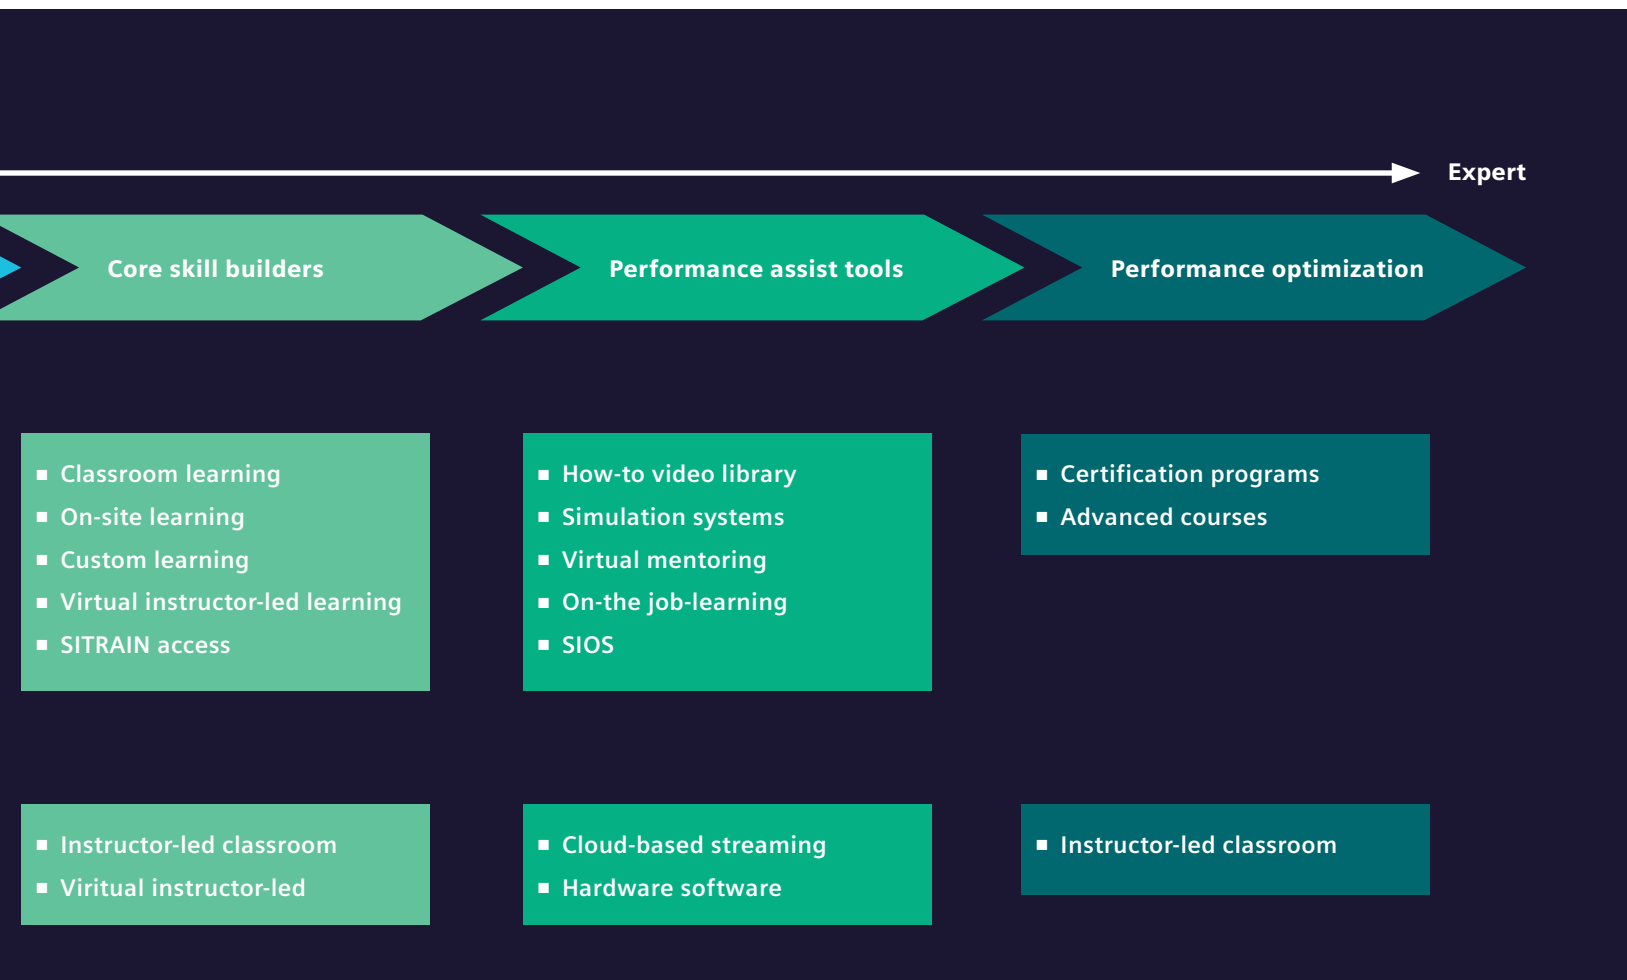 Expert
Core skill builders
Performance assist tools
Performance optimization
Classroom learning
On-site learning
Custom learning
Virtual instructor-led learning
SITRAIN access
How-to video library
Simulation systems
Virtual mentoring
On-the job-learning
SIOS
Certification programs
Advanced courses
Instructor-led classroom
Viritual instructor-led
Cloud-based streaming
Hardware software
Instructor-led classroom